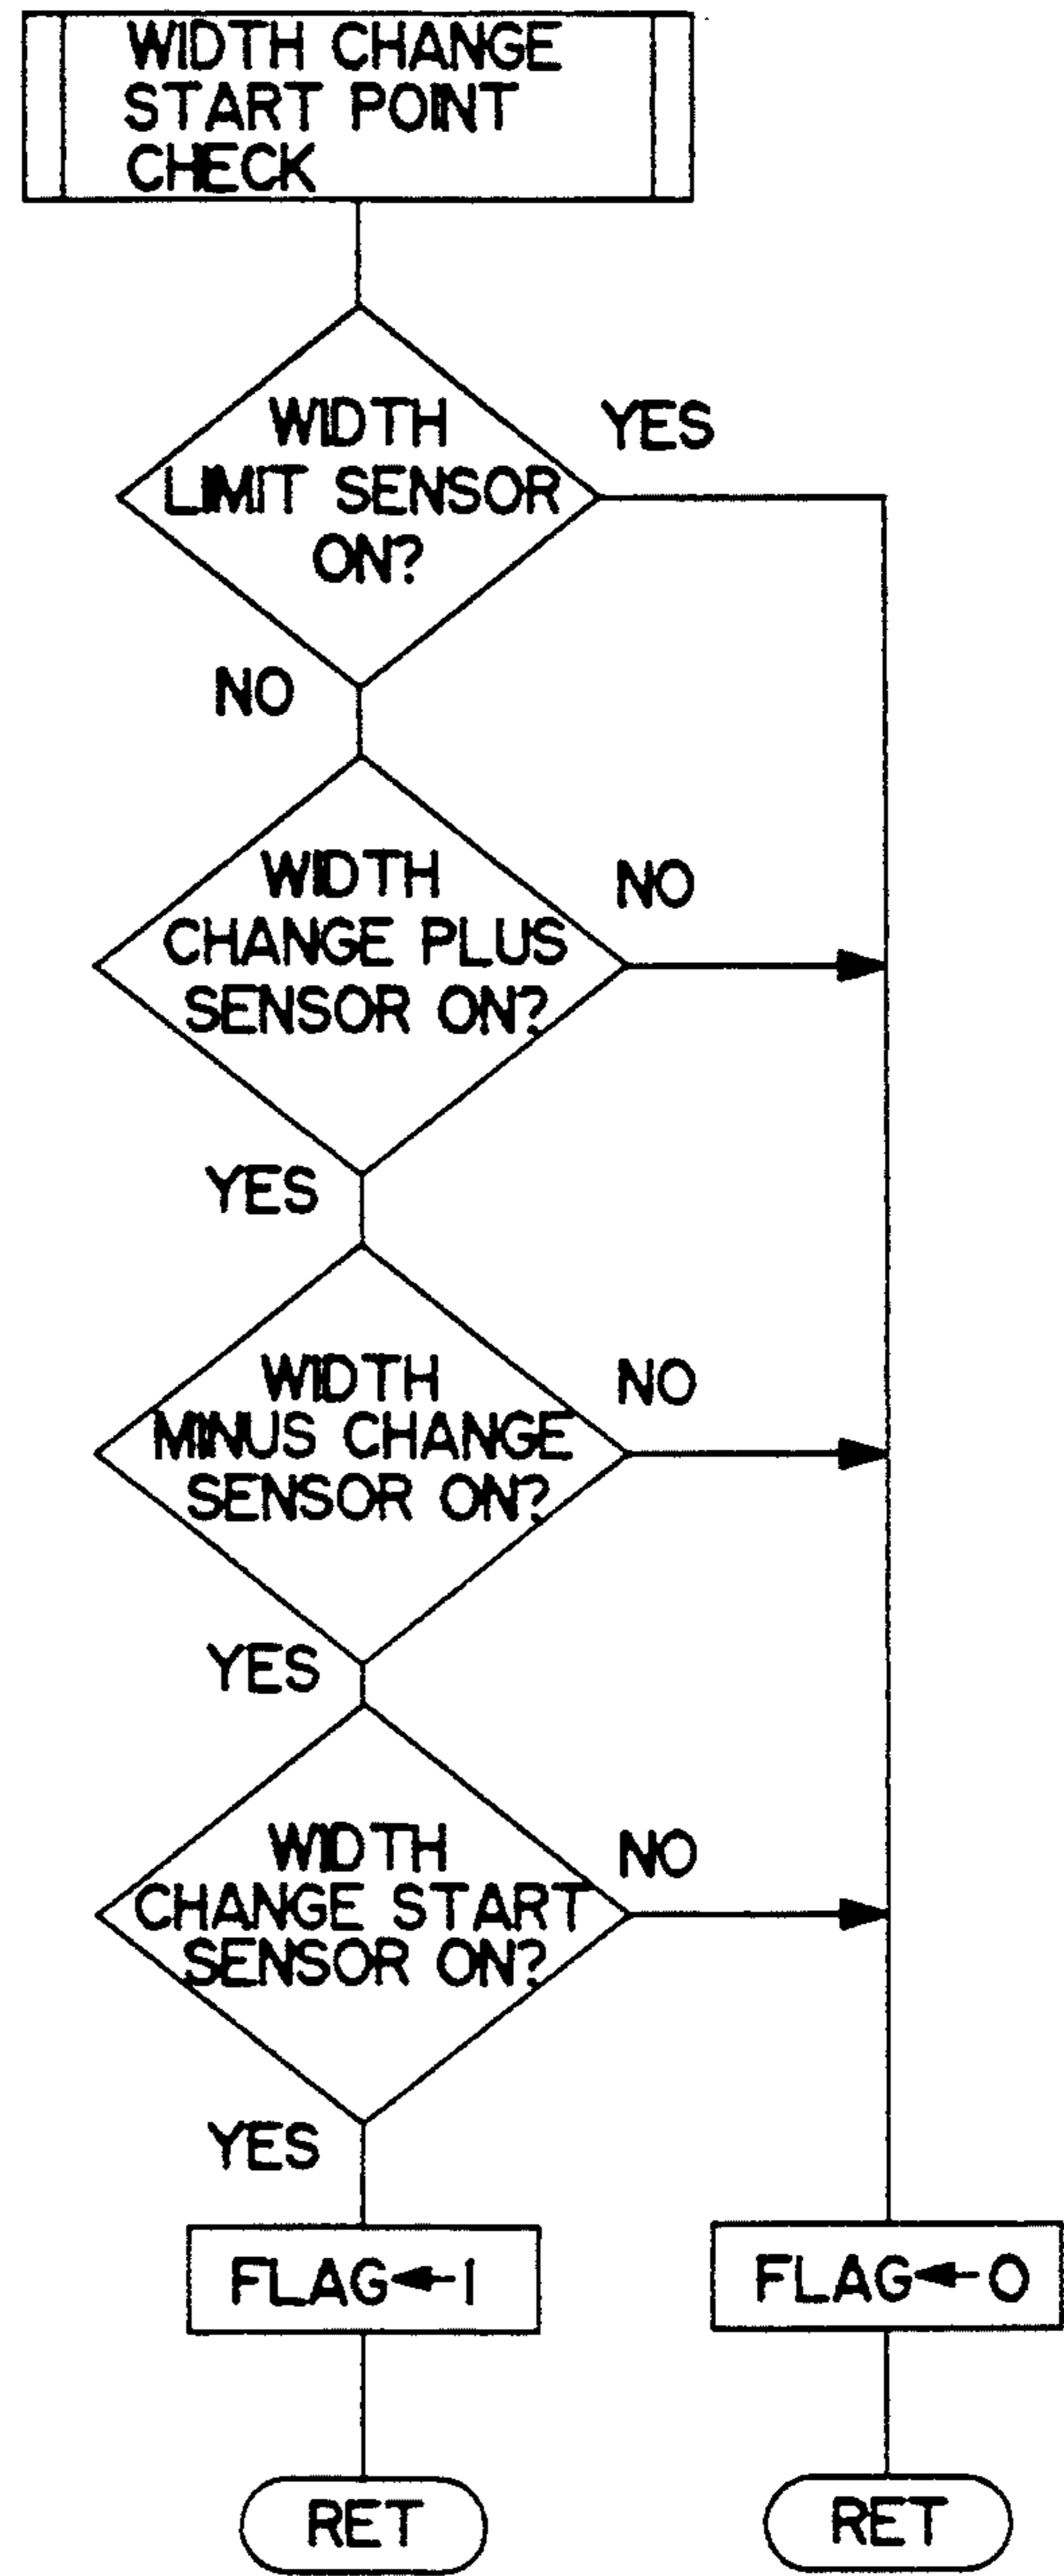 WIDTH CHANGE
START POINT
CHECK
WIDTH
LIMIT SENSOR
ON?
YES
NO
WIDTH
CHANGE PLUS
SENSOR ON?
NO
YES
WIDTH
MINUS CHANGE
SENSOR ON?
NO
YES
WIDTH
CHANGE START
SENSOR ON?
NO
YES
FLAG←1
FLAG←0
RET
RET